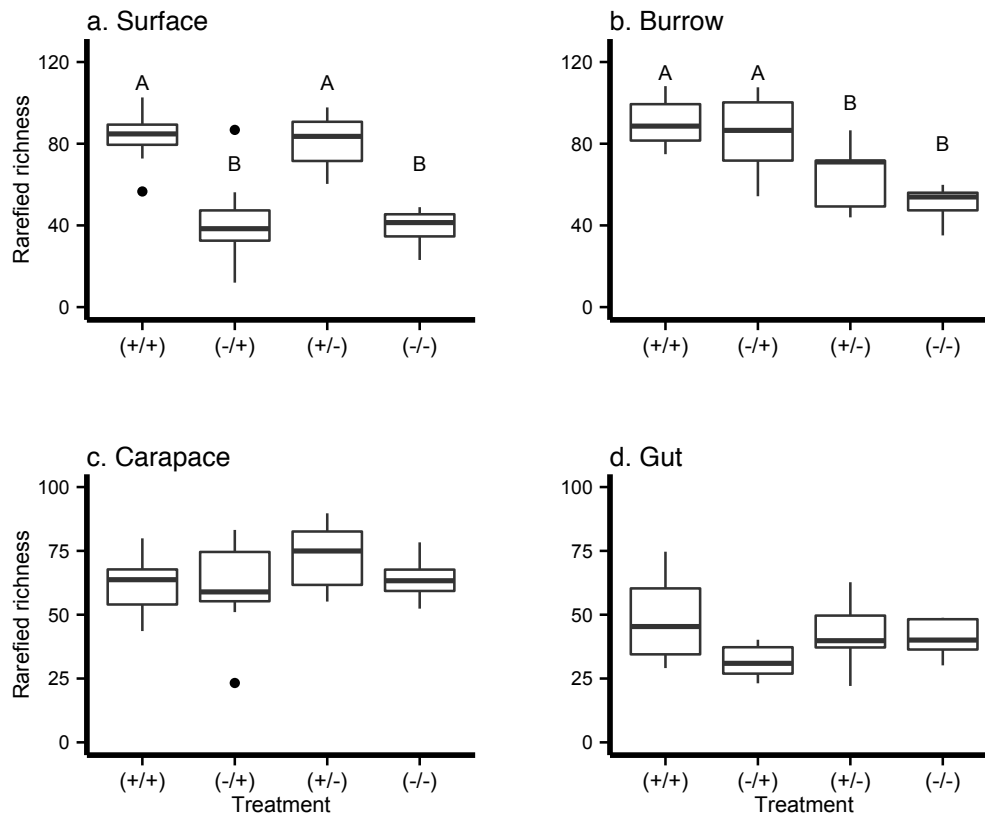 a. Surface
Rarefied richness
120
80
40
0
A
B
A
B
(+/+) (-/+) (+/-) (-/-)
b. Burrow
120
80
40
0
A
A
B
B
(+/+) (-/+) (+/-) (-/-)
c. Carapace
Rarefied richness
100
75
50
25
0
(+/+) (-/+) (+/-) (-/-)
Treatment
d. Gut
100
75
50
25
0
(+/+) (-/+) (+/-) (-/-)
Treatment